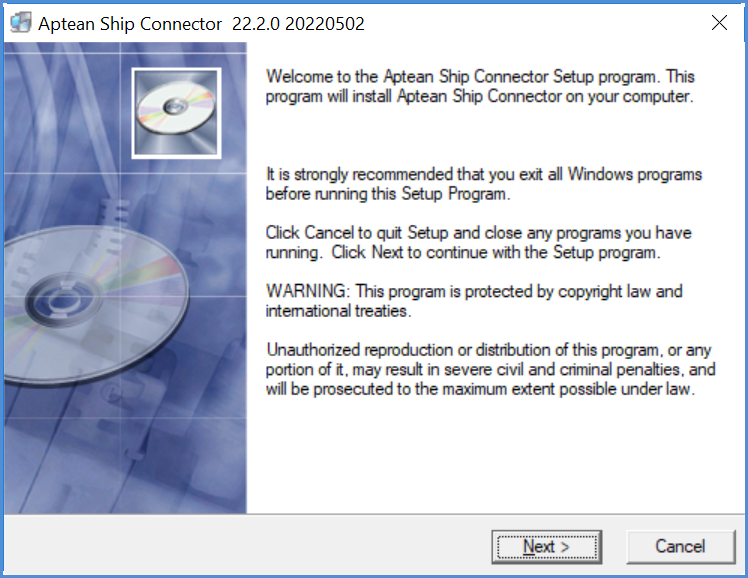 Aptean Ship Connector  22.2.0 20220502
Welcome to the Aptean Ship Connector Setup program. This
program will install Aptean Ship Connector on your computer.
It is strongly recommended that you exit all Windows programs
before running this Setup Program.
Click Cancel to quit Setup and close any programs you have
running.  Click Next to continue with the Setup program.
WARNING: This program is protected by copyright law and
international treaties.
Unauthorized reproduction or distribution of this program, or any
portion of it, may result in severe civil and criminal penalties, and
will be prosecuted to the maximum extent possible under law.
Next >
Cancel